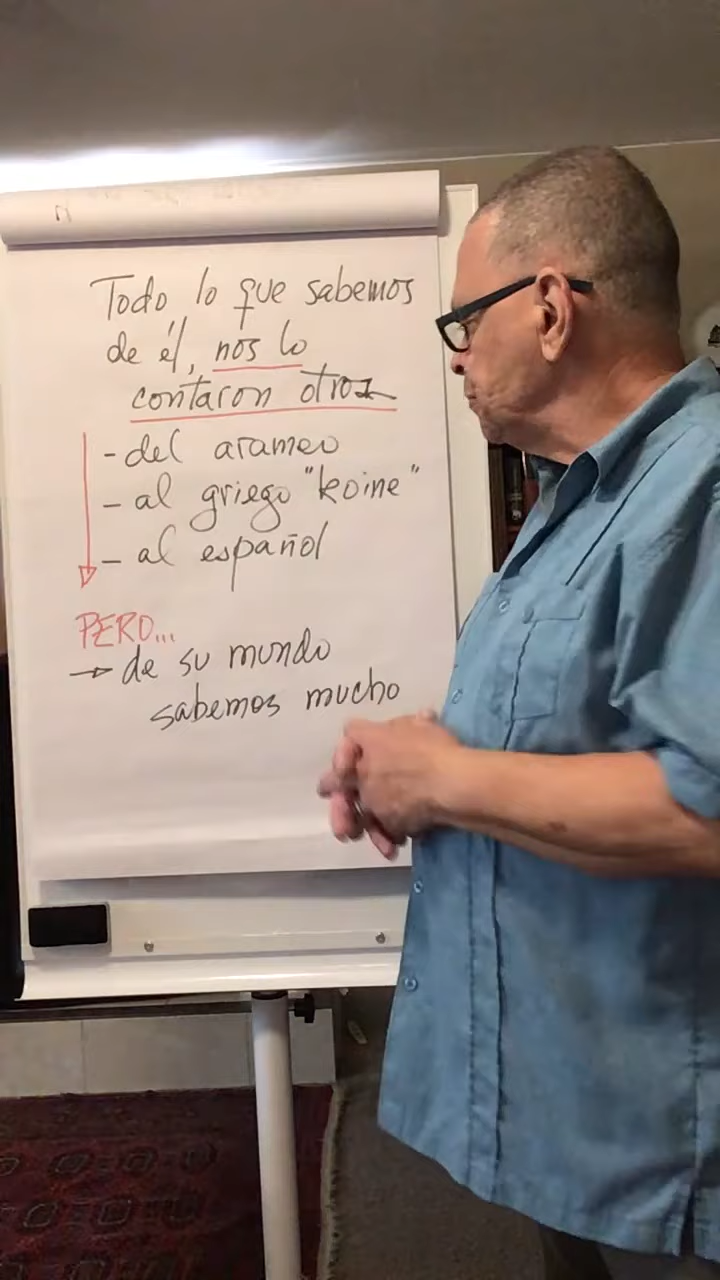 Todo lo que sabemos
de él, nos lo
contaron otros
- del arameo
- al griego "koine"
- al español
PERO...
→ de su mundo
sabemos mucho